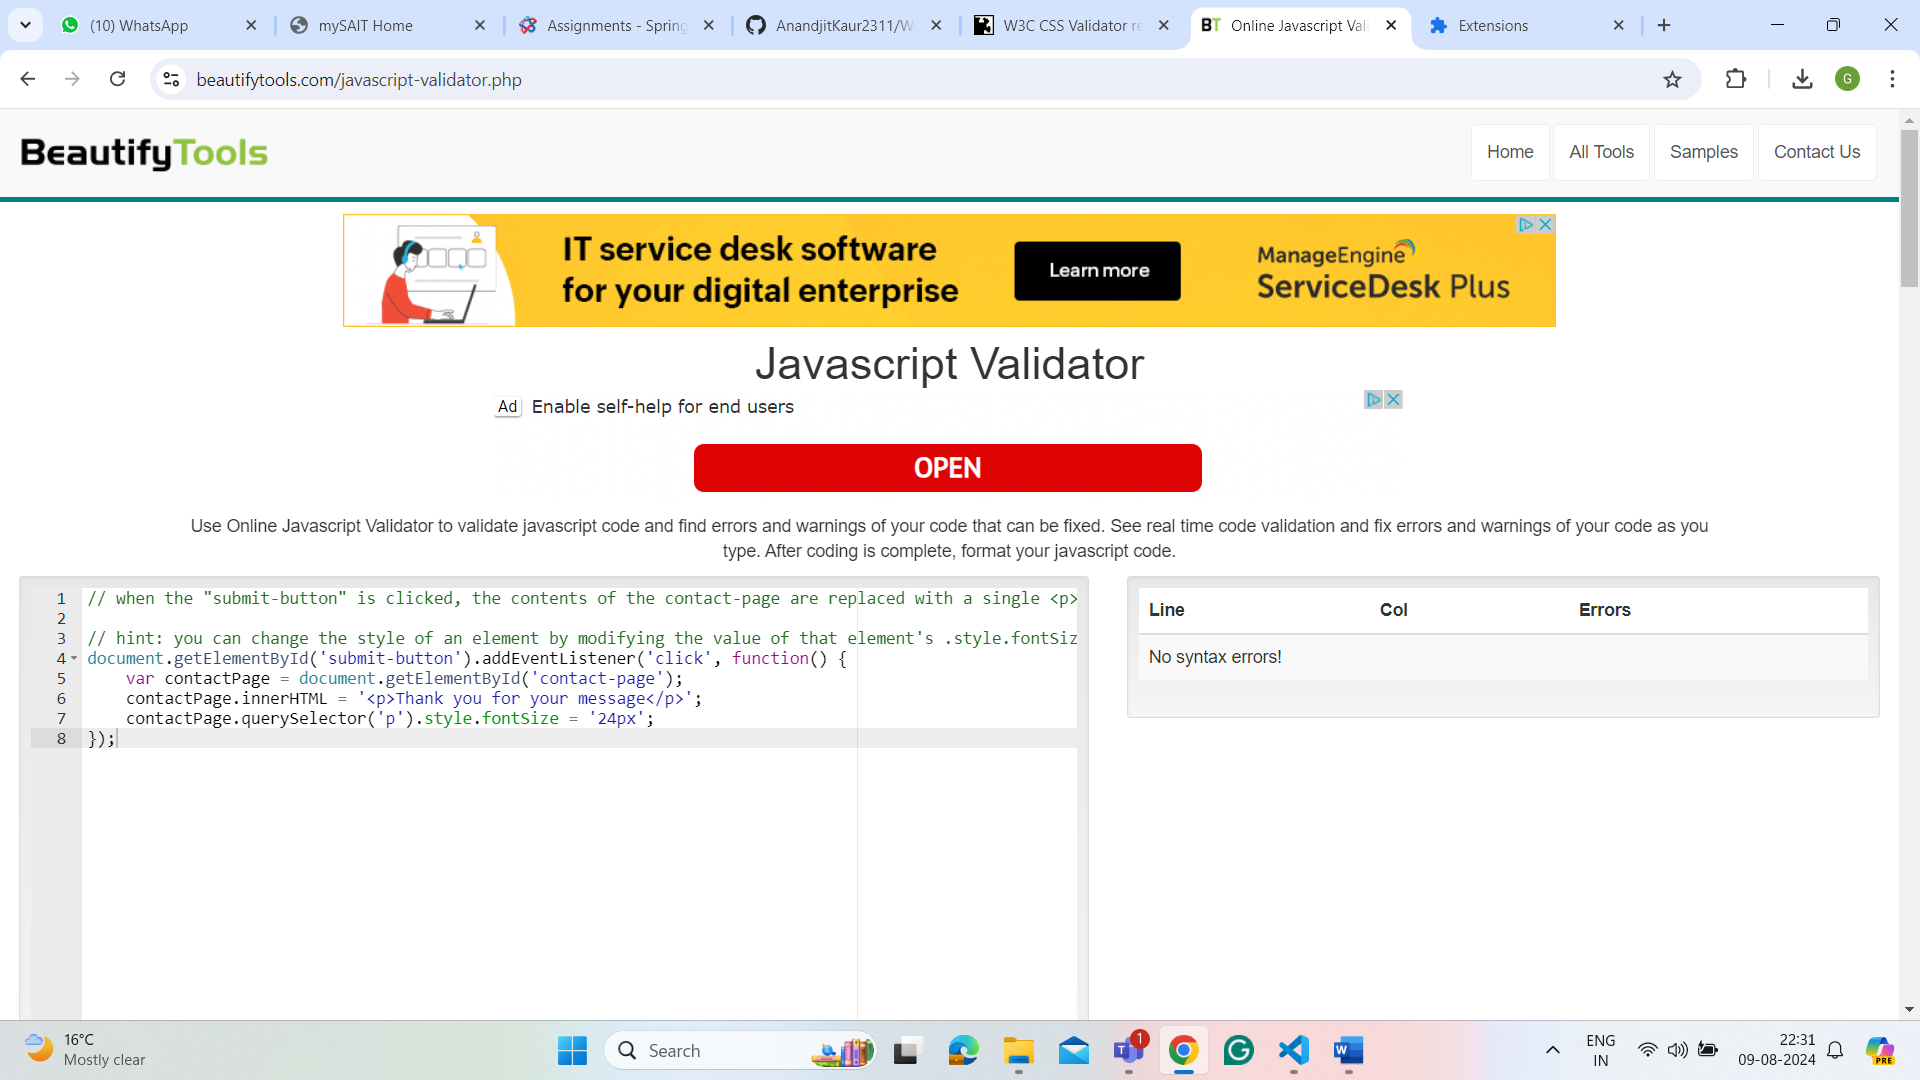 (10) WhatsApp
mySAIT Home
Assignments - Spring
AnandjitKaur2311/W
W3C CSS Validator re
BT Online Javascript Vali
Extensions
beautifytools.com/javascript-validator.php
G
BeautifyTools
Home
All Tools
Samples
Contact Us
IT service desk software
for your digital enterprise
Learn more
ManageEngine
ServiceDesk Plus
Javascript Validator
Ad Enable self-help for end users
OPEN
Use Online Javascript Validator to validate javascript code and find errors and warnings of your code that can be fixed. See real time code validation and fix errors and warnings of your code as you
type. After coding is complete, format your javascript code.
1 // when the "submit-button" is clicked, the contents of the contact-page are replaced with a single <p>
2
3 // hint: you can change the style of an element by modifying the value of that element's .style.fontSiz
4 document.getElementById('submit-button').addEventListener('click', function() {
5 var contactPage = document.getElementById('contact-page');
6 contactPage.innerHTML = '<p>Thank you for your message</p>';
7 contactPage.querySelector('p').style.fontSize = '24px';
8 });
Line Col Errors
No syntax errors!
16°C
Mostly clear
Search
1
ENG
IN
22:31
09-08-2024
PRE